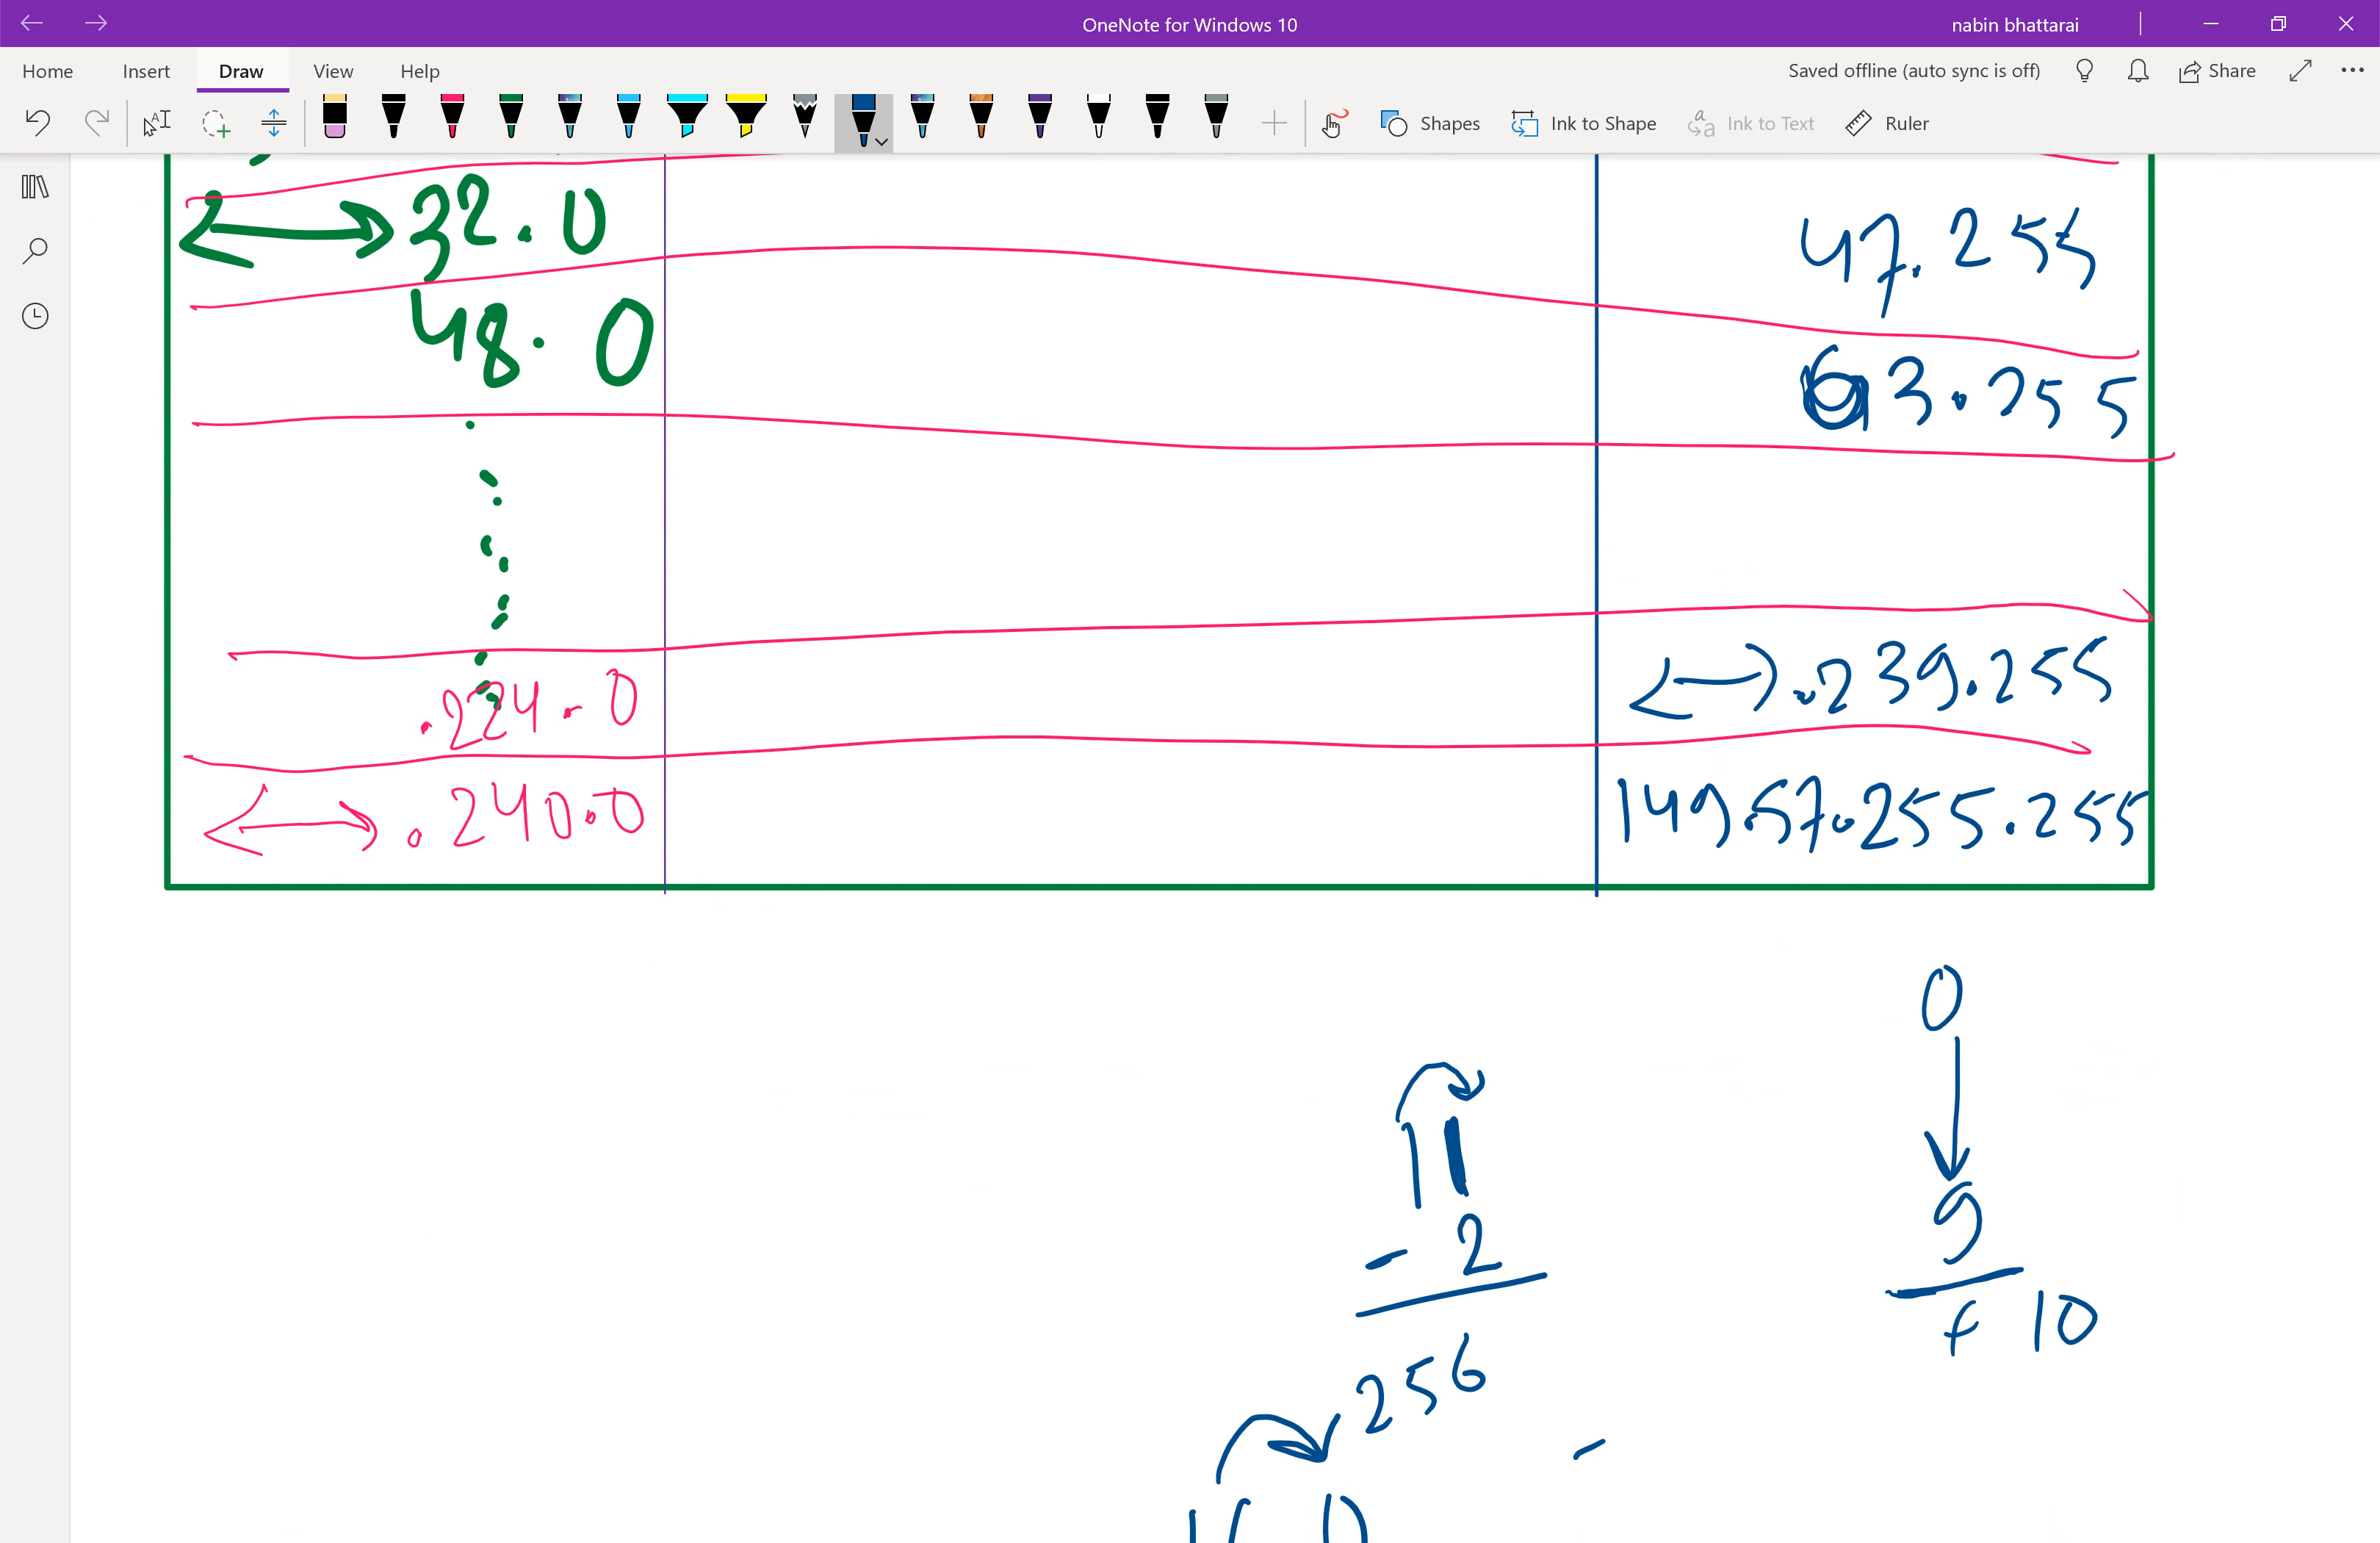 OneNote for Windows 10
nabin bhattarai
Home Insert Draw View Help
Saved offline (auto sync is off)
Share
Shapes Ink to Shape Ink to Text Ruler
32.0 47.255
48.0 63.255
.224.0 .239.255
.240.0 149.57.255.255
0
11
- 2
9
10
256